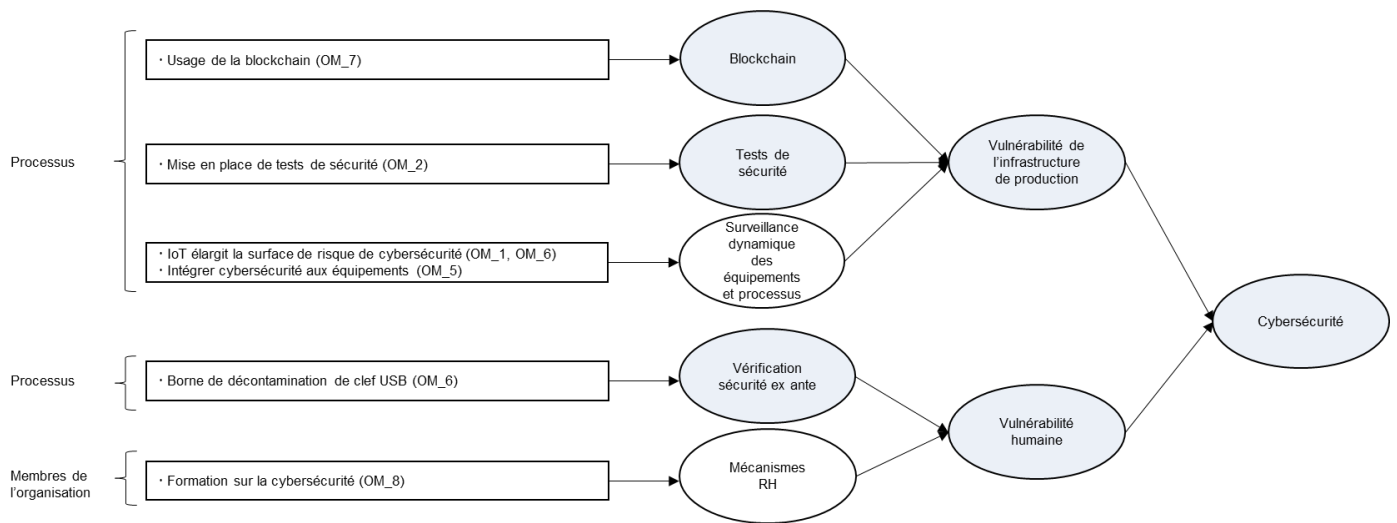 Processus
· Usage de la blockchain (OM_7)
Blockchain
· Mise en place de tests de sécurité (OM_2)
Tests de
sécurité
· IoT élargit la surface de risque de cybersécurité (OM_1, OM_6)
· Intégrer cybersécurité aux équipements (OM_5)
Surveillance
dynamique
des
équipements
et processus
Vulnérabilité de
l’infrastructure
de production
Processus
· Borne de décontamination de clef USB (OM_6)
Vérification
sécurité ex ante
Membres de
l’organisation
· Formation sur la cybersécurité (OM_8)
Mécanismes
RH
Vulnérabilité
humaine
Cybersécurité